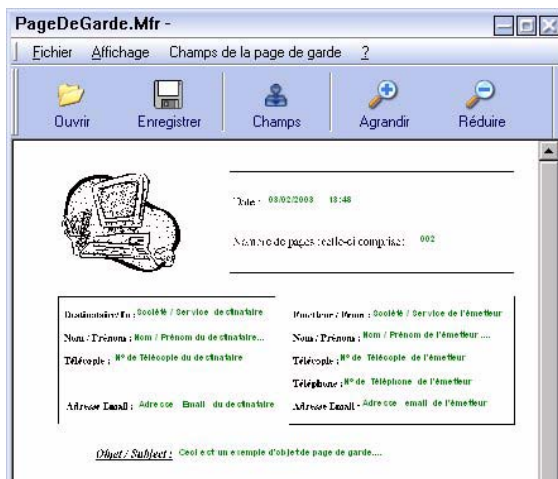 PageDeGarde.Mfr -
Fichier Affichage Champs de la page de garde ?
Ouvrir Enregistrer Champs Agrandir Réduire
Date : 03/02/2003 18:48
Nombre de pages (celle-ci comprise) : 002
Destinataire/To : Société / Service destinataire
Nom / Prénom : Nom / Prénom du destinataire...
Télécopie : N° de Télécopie du destinataire
Adresse Email : Adresse Email du destinataire
Emetteur / From : Société / Service de l'émetteur
Nom / Prénom : Nom / Prénom de l'émetteur ....
Télécopie : N° de Télécopie de l'émetteur
Téléphone : N° de Téléphone de l'émetteur
Adresse Email - Adresse email de l'émetteur
Objet / Subject : Ceci est un exemple d'objet de page de garde....